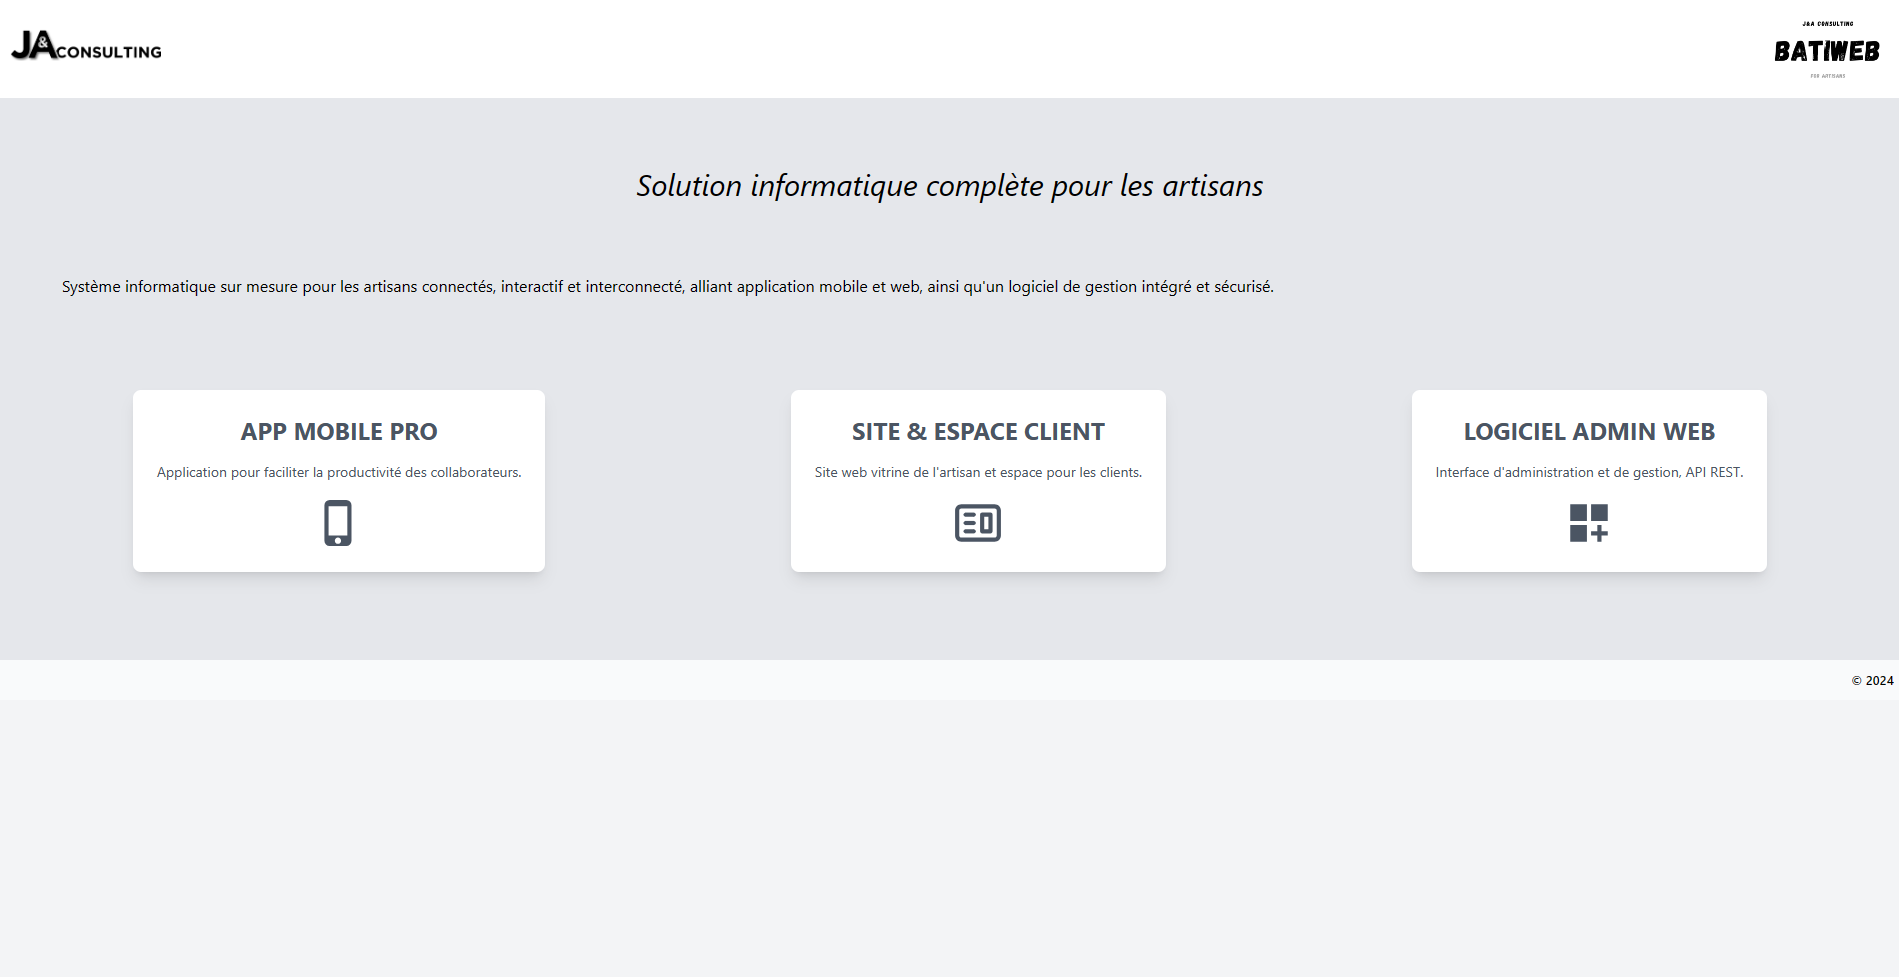 J&A CONSULTING
J&A CONSULTING
BATIWEB
FOR ARTISANS
Solution informatique complète pour les artisans
Système informatique sur mesure pour les artisans connectés, interactif et interconnecté, alliant application mobile et web, ainsi qu'un logiciel de gestion intégré et sécurisé.
APP MOBILE PRO
Application pour faciliter la productivité des collaborateurs.
SITE & ESPACE CLIENT
Site web vitrine de l'artisan et espace pour les clients.
LOGICIEL ADMIN WEB
Interface d'administration et de gestion, API REST.
© 2024